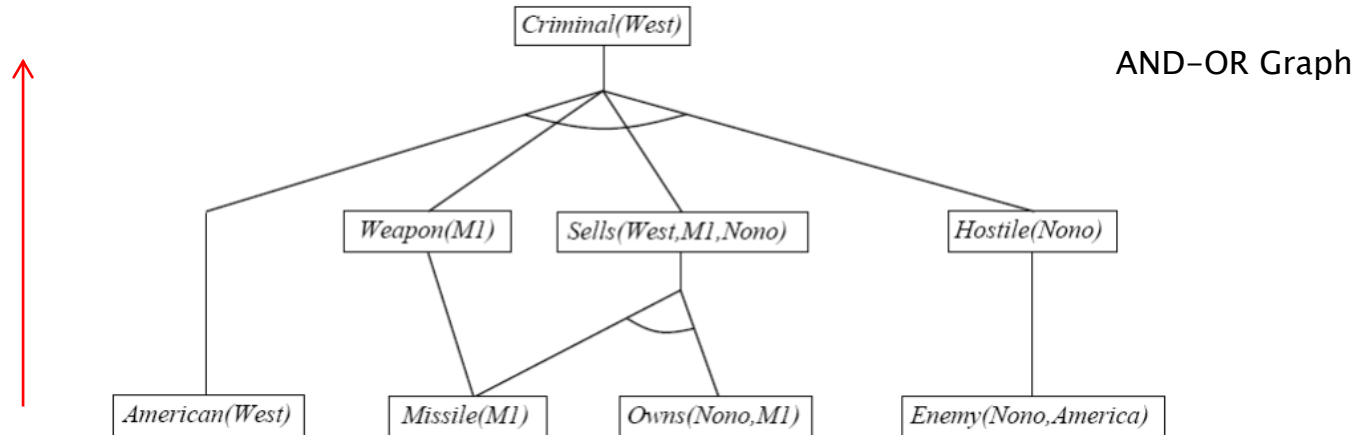 Criminal(West)
AND-OR Graph
Weapon(M1)
Sells(West,M1,Nono)
Hostile(Nono)
American(West)
Missile(M1)
Owns(Nono,M1)
Enemy(Nono,America)